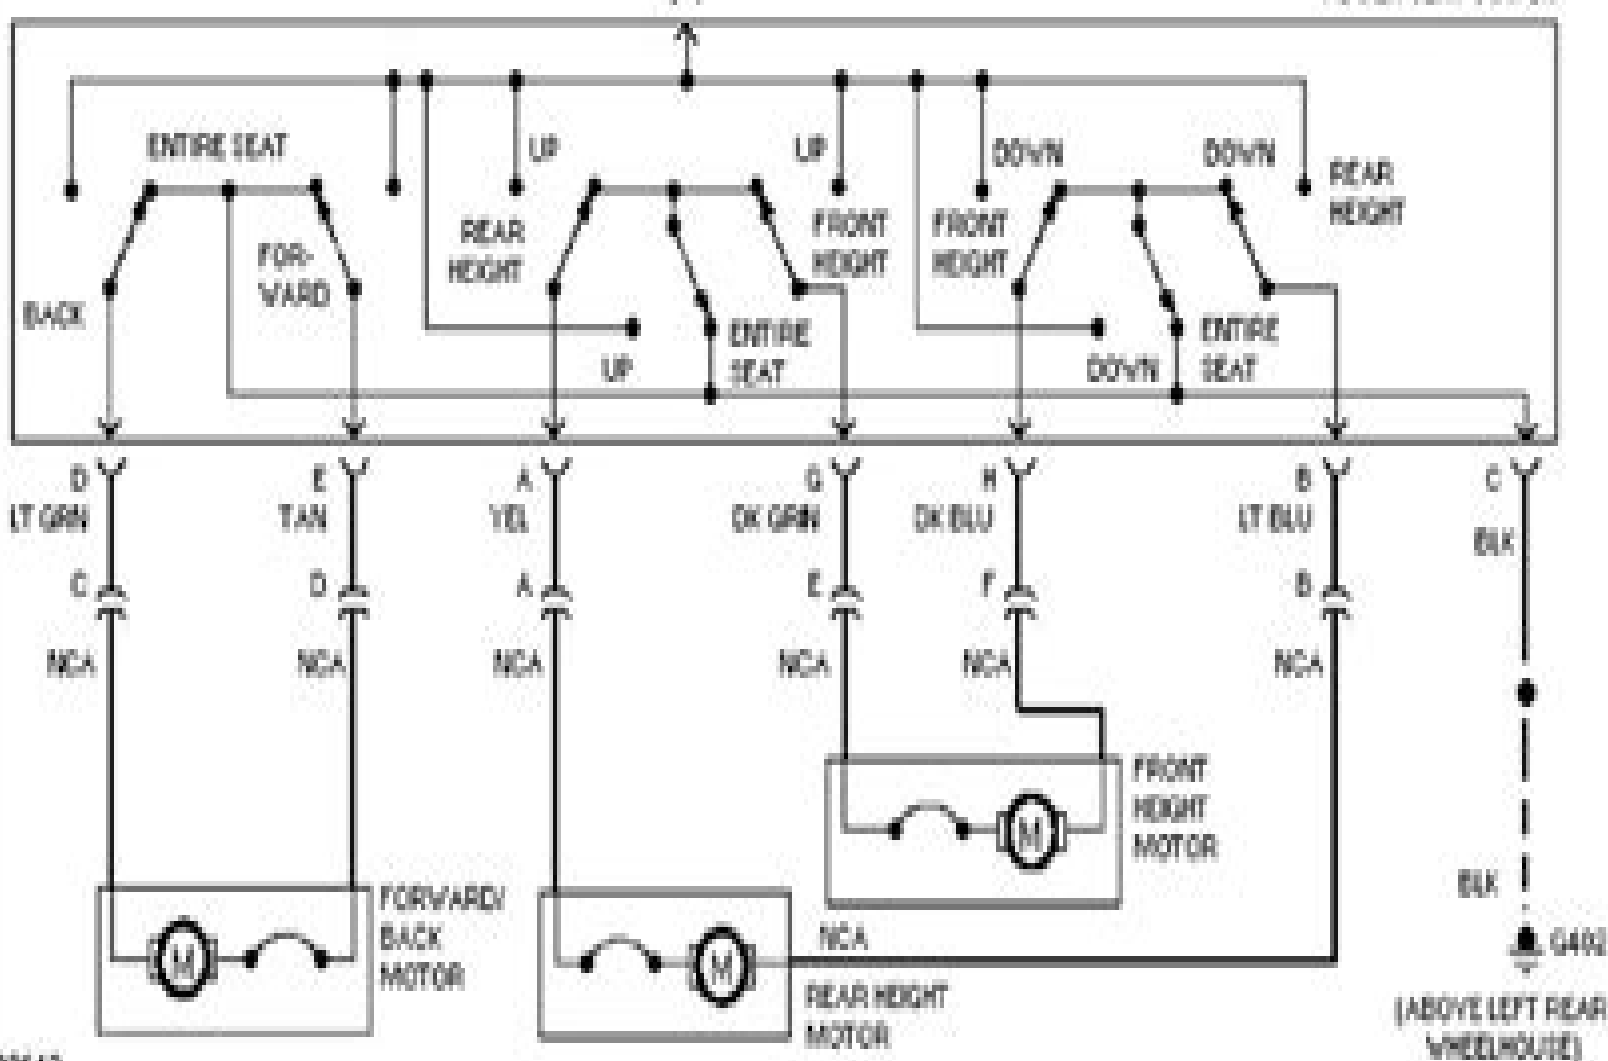 ENTIRE SEAT
UP
UP
DOWN
DOWN
REAR
HEIGHT
REAR
HEIGHT
FRONT
HEIGHT
FRONT
HEIGHT
FOR-
WARD
BACK
UP
ENTIRE
SEAT
DOWN
ENTIRE
SEAT
D
E
A
G
H
B
C
LT GRN
TAN
YEL
DK GRN
DK BLU
LT BLU
BLK
C
D
A
E
F
B
NCA
NCA
NCA
NCA
NCA
NCA
FRONT
HEIGHT
MOTOR
M
BLK
FORWARD/
BACK
MOTOR
M
M
NCA
REAR HEIGHT
MOTOR
G402
(ABOVE LEFT REAR
WHEELHOUSE)